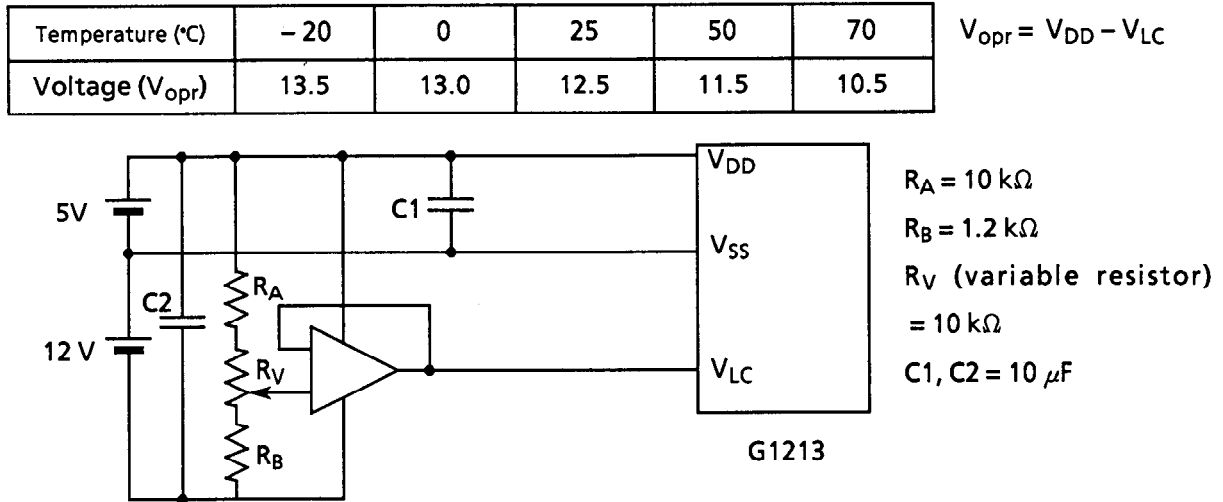 Temperature (°C) −20 0 25 50 70
Voltage (Vopr) 13.5 13.0 12.5 11.5 10.5
Vopr = VDD − VLC
5V
C1
VDD
VSS
C2
RA
12 V
RV
VLC
RB
G1213
RA = 10 kΩ
RB = 1.2 kΩ
RV (variable resistor)
= 10 kΩ
C1, C2 = 10 μF